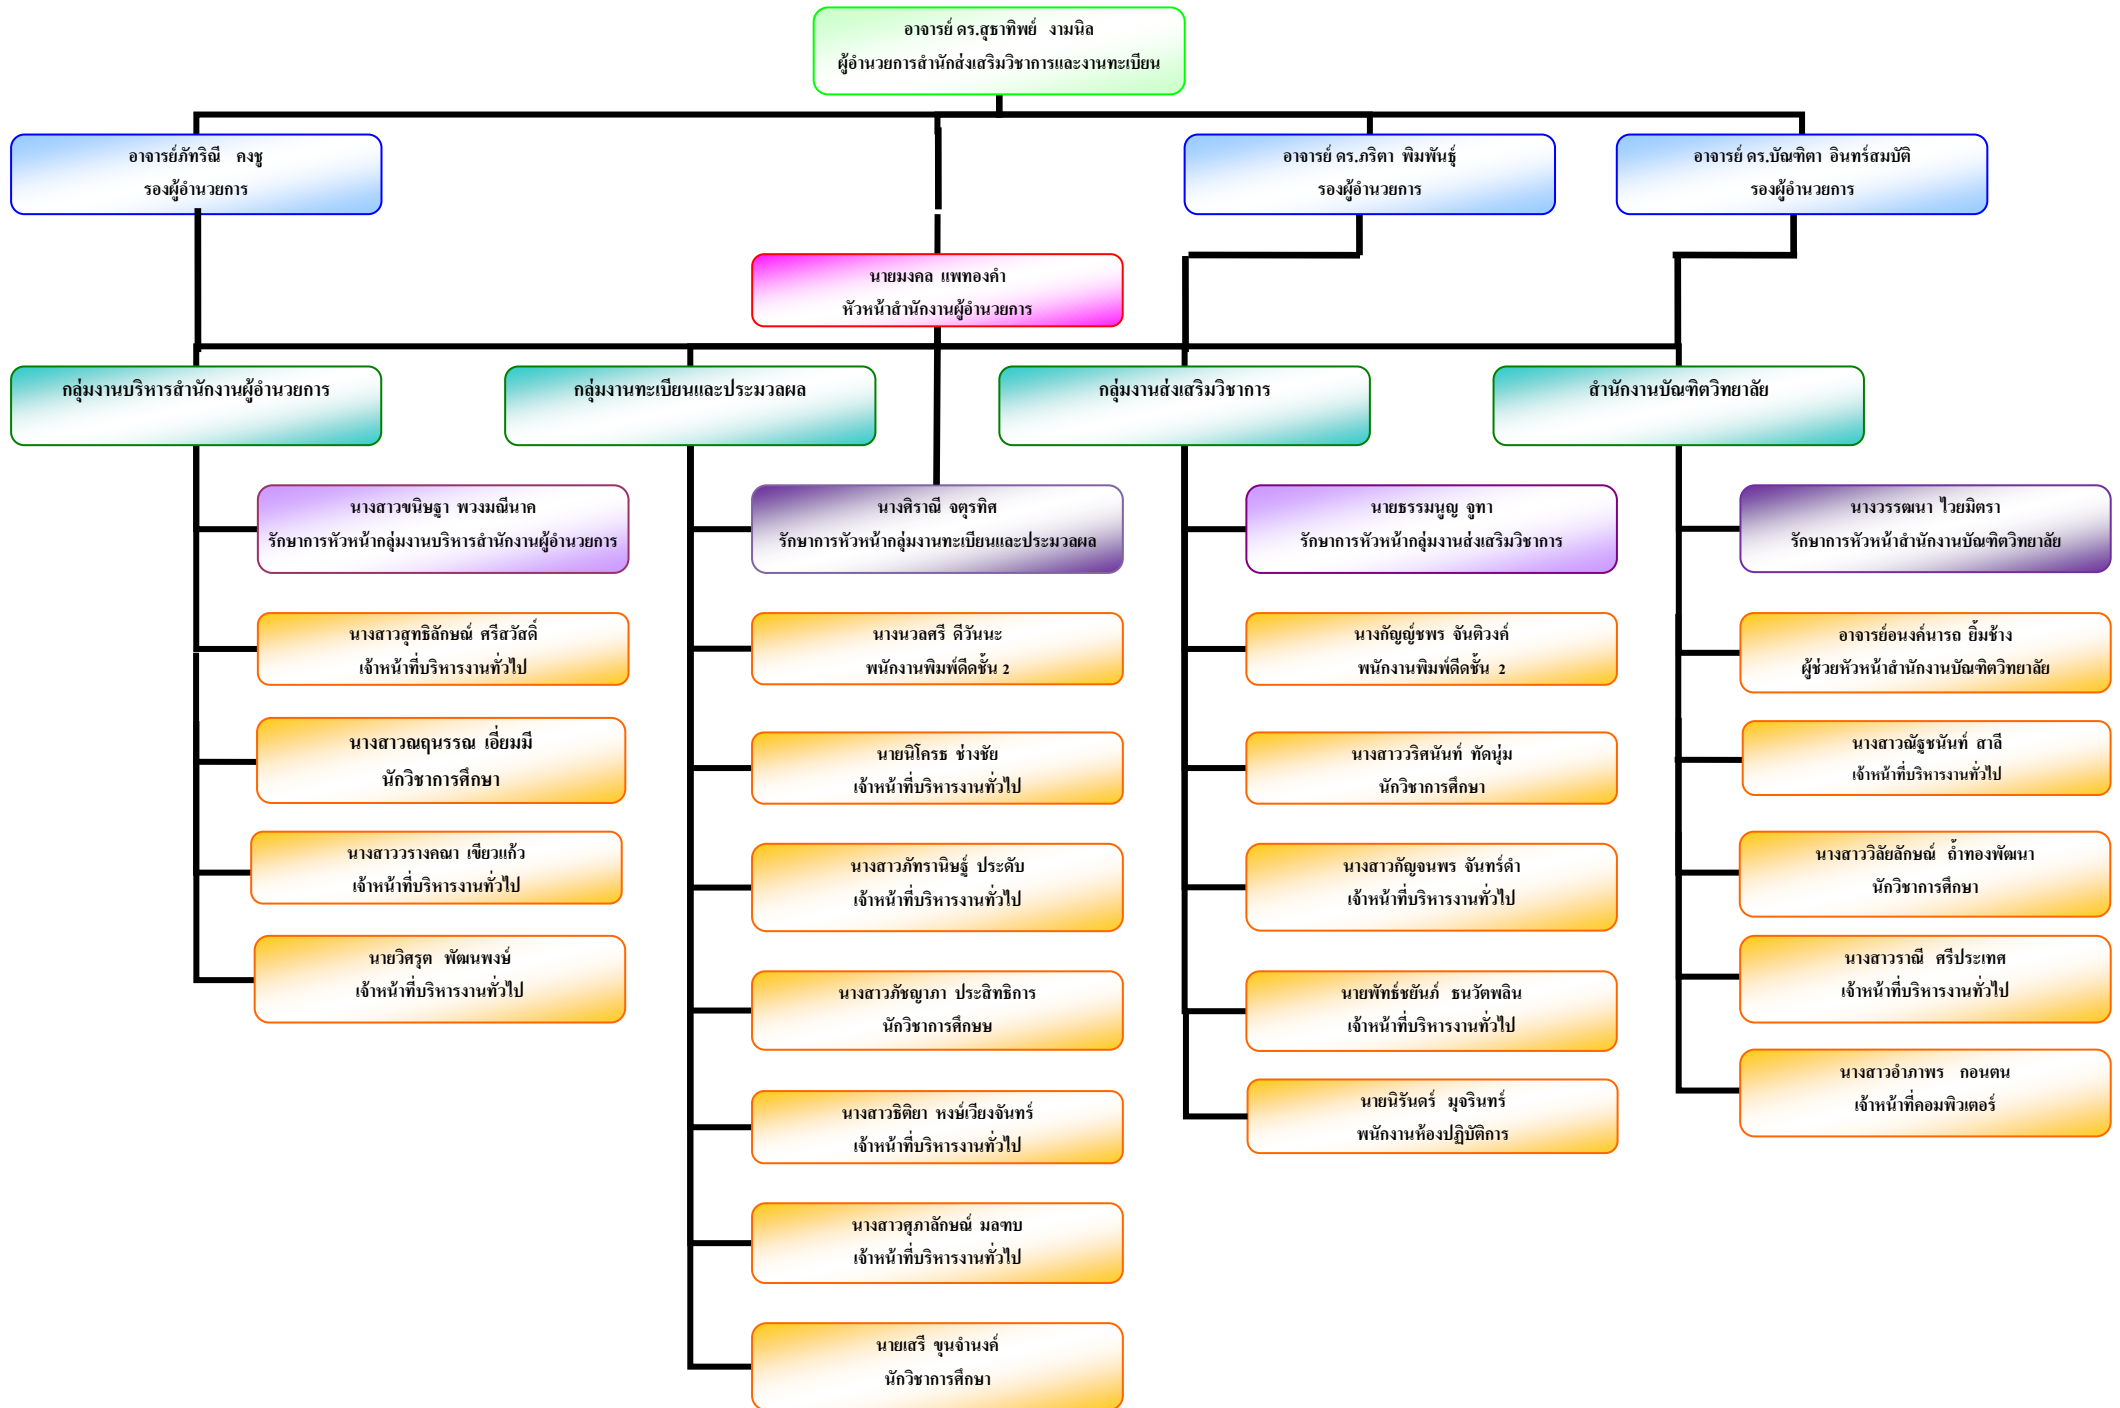 อาจารย์ ดร.สุธาทิพย์ งามนิล
ผู้อำนวยการสำนักส่งเสริมวิชาการและงานทะเบียน
อาจารย์ภัทริณี คงชู
รองผู้อำนวยการ
อาจารย์ ดร.ภริตา พิมพันธุ์
รองผู้อำนวยการ
อาจารย์ ดร.บัณฑิตา อินทร์สมบัติ
รองผู้อำนวยการ
นายมงคล แพทองคำ
หัวหน้าสำนักงานผู้อำนวยการ
กลุ่มงานบริหารสำนักงานผู้อำนวยการ
กลุ่มงานทะเบียนและประมวลผล
กลุ่มงานส่งเสริมวิชาการ
สำนักงานบัณฑิตวิทยาลัย
นางสาวขนิษฐา พวงมณีนาค
รักษาการหัวหน้ากลุ่มงานบริหารสำนักงานผู้อำนวยการ
นางศิราณี จตุรทิศ
รักษาการหัวหน้ากลุ่มงานทะเบียนและประมวลผล
นายธรรมนูญ จูทา
รักษาการหัวหน้ากลุ่มงานส่งเสริมวิชาการ
นางวรรฒนา ไวยมิตรา
รักษาการหัวหน้าสำนักงานบัณฑิตวิทยาลัย
นางสาวสุทธิลักษณ์ ศรีสวัสดิ์
เจ้าหน้าที่บริหารงานทั่วไป
นางนวลศรี ดีวันนะ
พนักงานพิมพ์ดีดชั้น 2
นางกัญญ์ชพร จันติวงค์
พนักงานพิมพ์ดีดชั้น 2
อาจารย์อนงค์นารถ ยิ้มช้าง
ผู้ช่วยหัวหน้าสำนักงานบัณฑิตวิทยาลัย
นางสาวณฤนรรณ เอี่ยมมี
นักวิชาการศึกษา
นายนิโครธ ช่างชัย
เจ้าหน้าที่บริหารงานทั่วไป
นางสาววริศนันท์ ทัดนุ่ม
นักวิชาการศึกษา
นางสาวณัฐชนันท์ สาลี
เจ้าหน้าที่บริหารงานทั่วไป
นางสาววรางคณา เขียวแก้ว
เจ้าหน้าที่บริหารงานทั่วไป
นางสาวภัทรานิษฐ์ ประดับ
เจ้าหน้าที่บริหารงานทั่วไป
นางสาวกัญจนพร จันทร์ดำ
เจ้าหน้าที่บริหารงานทั่วไป
นางสาววิลัยลักษณ์ ถ้ำทองพัฒนา
นักวิชาการศึกษา
นายวิศรุต พัฒนพงษ์
เจ้าหน้าที่บริหารงานทั่วไป
นางสาวภัชญาภา ประสิทธิการ
นักวิชาการศึกษษ
นายพัทธ์ชยันภ์ ธนวัตพลิน
เจ้าหน้าที่บริหารงานทั่วไป
นางสาวราณี ศรีประเทศ
เจ้าหน้าที่บริหารงานทั่วไป
นางสาวธิติยา หงษ์เวียงจันทร์
เจ้าหน้าที่บริหารงานทั่วไป
นายนิรันดร์ มุจรินทร์
พนักงานห้องปฏิบัติการ
นางสาวอำภาพร กอนตน
เจ้าหน้าที่คอมพิวเตอร์
นางสาวศุภาลักษณ์ มลฑบ
เจ้าหน้าที่บริหารงานทั่วไป
นายเสรี ขุนจำนงค์
นักวิชาการศึกษา